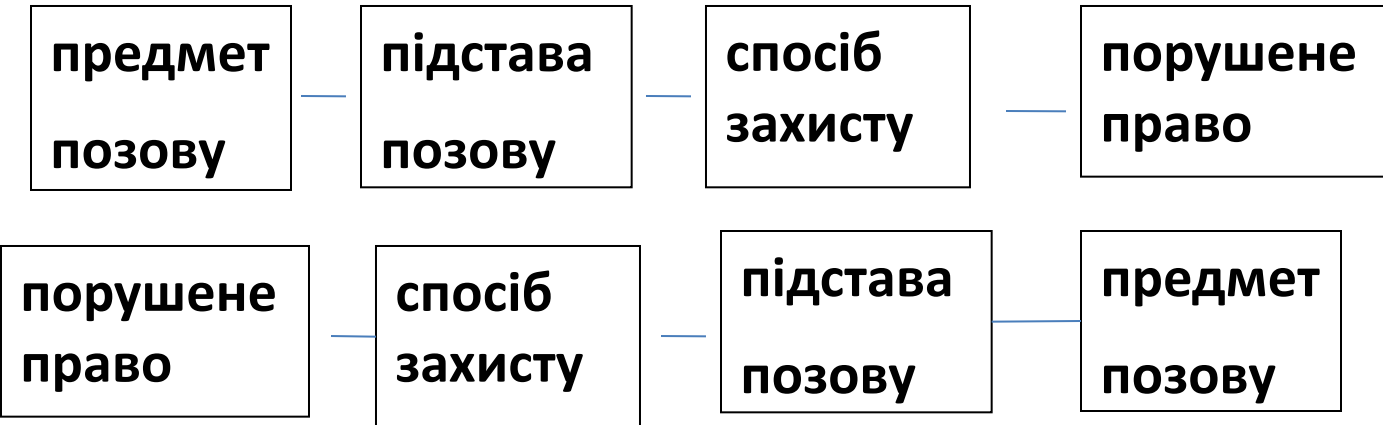 предмет
позову
підстава
позову
спосіб
захисту
порушене
право
порушене
право
спосіб
захисту
підстава
позову
предмет
позову